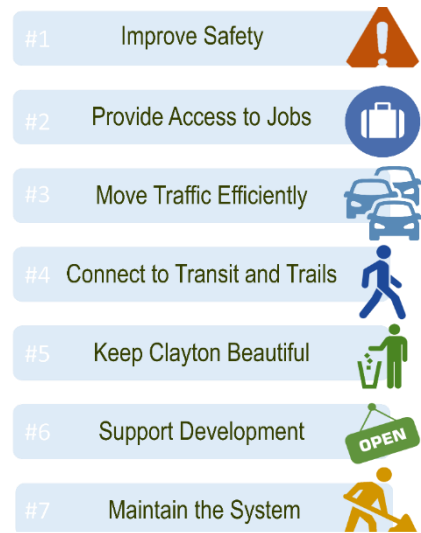 #1 Improve Safety
#2 Provide Access to Jobs
#3 Move Traffic Efficiently
#4 Connect to Transit and Trails
#5 Keep Clayton Beautiful
#6 Support Development
OPEN
#7 Maintain the System